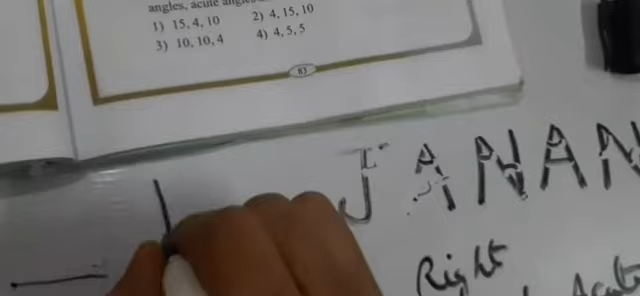 angles, acute angles
1) 15, 4, 10 2) 4, 15, 10
3) 10, 10, 4 4) 4, 5, 5
83
JANAN
Right
Acut